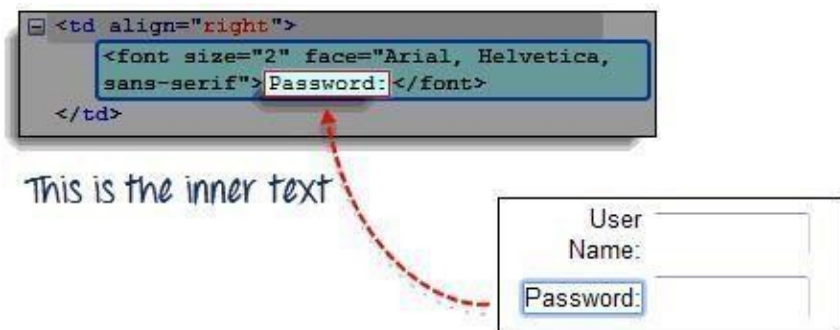 <td align="right">
<font size="2" face="Arial, Helvetica,
sans-serif">Password:</font>
</td>
This is the inner text
User
Name:
Password: